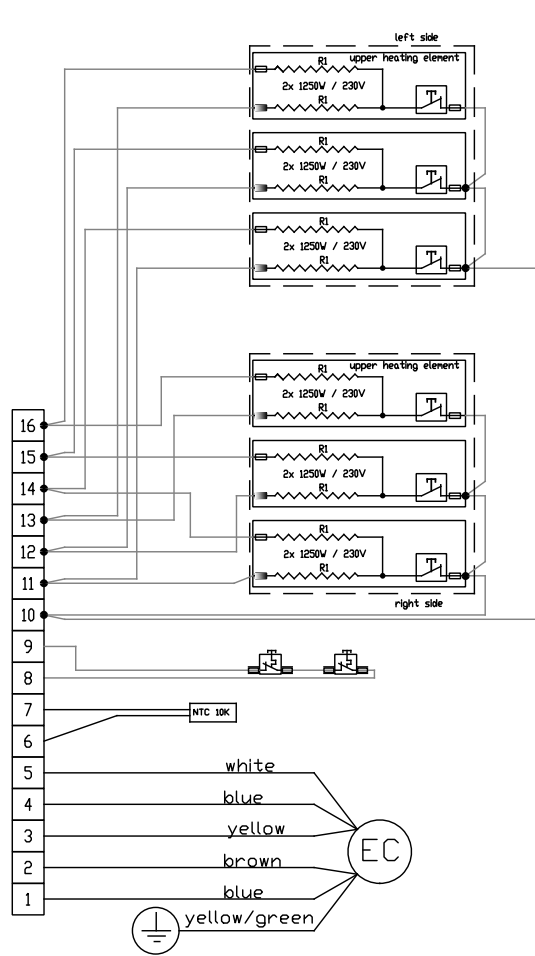 left side
upper heating element
R1
2x 1250W / 230V
R1
R1
2x 1250W / 230V
R1
R1
2x 1250W / 230V
R1
upper heating element
R1
2x 1250W / 230V
R1
R1
2x 1250W / 230V
R1
R1
2x 1250W / 230V
R1
right side
16
15
14
13
12
11
10
9
8
7
NTC 10K
6
5 white
4 blue
3 yellow
EC
2 brown
1 blue
yellow/green